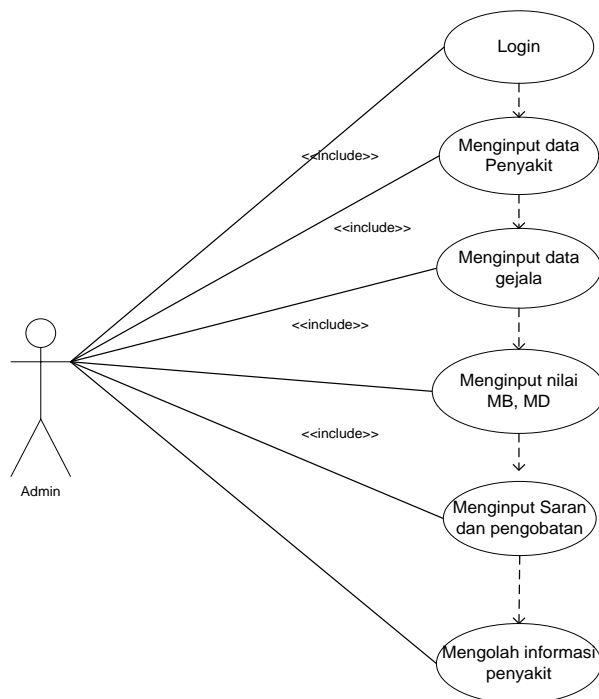 Login
<<include>>
Menginput data
Penyakit
<<include>>
Menginput data
gejala
<<include>>
Menginput nilai
MB, MD
<<include>>
Admin
Menginput Saran
dan pengobatan
Mengolah informasi
penyakit